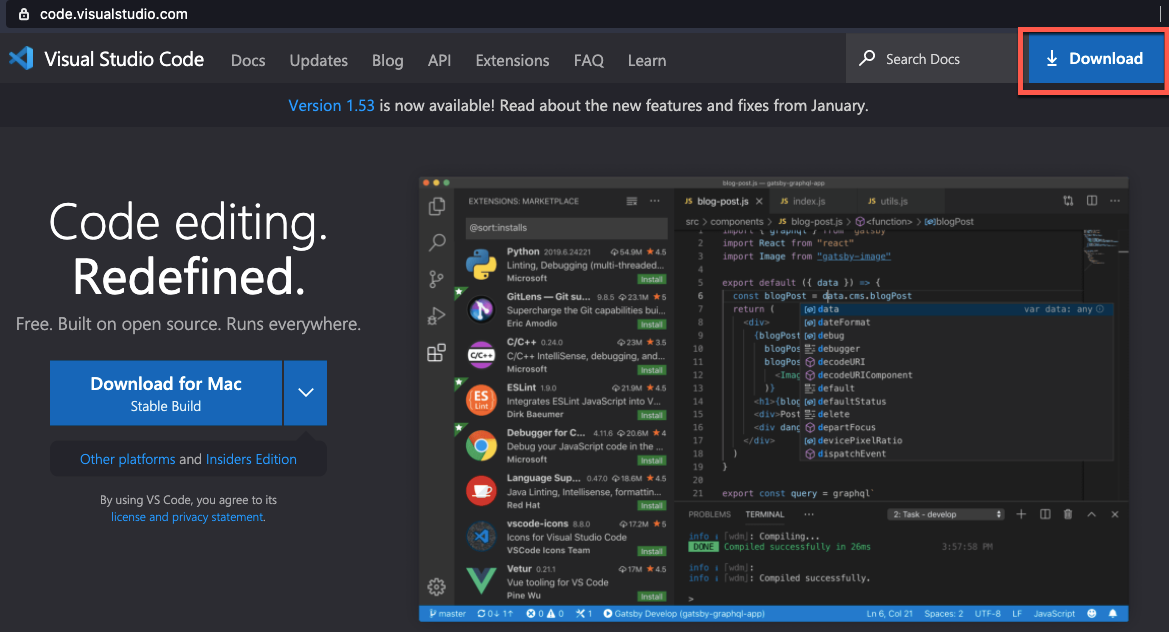 code.visualstudio.com
Visual Studio Code Docs Updates Blog API Extensions FAQ Learn Search Docs Download
Version 1.53 is now available! Read about the new features and fixes from January.
Code editing.
Redefined.
Free. Built on open source. Runs everywhere.
Download for Mac
Stable Build
Other platforms and Insiders Edition
By using VS Code, you agree to its
license and privacy statement.
blog-post.js — gatsby-graphql-app
EXTENSIONS: MARKETPLACE
@sort:installs
Python 2019.6.24221 54.9M ★4.5
Linting, Debugging (multi-threaded...
Microsoft Install
GitLens — Git su... 9.8.5 23.1M ★5
Supercharge the Git capabilities bui...
Eric Amodio Install
C/C++ 0.24.0 23M ★3.5
C/C++ IntelliSense, debugging, and...
Microsoft Install
ESLint 1.9.0 21.9M ★4.5
Integrates ESLint JavaScript into V...
Dirk Baeumer Install
Debugger for C... 4.11.6 20.6M ★4
Debug your JavaScript code in the ...
Microsoft Install
Language Sup... 0.47.0 18.6M ★4.5
Java Linting, Intellisense, formattin...
Red Hat Install
vscode-icons 8.8.0 17.2M ★5
Icons for Visual Studio Code
VSCode Icons Team Install
Vetur 0.21.1 17M ★4.5
Vue tooling for VS Code
Pine Wu Install
JS blog-post.js × JS index.js JS utils.js
src > components > JS blog-post.js > <function> > blogPost
import { graphql } from "gatsby"
2 import React from "react"
3 import Image from "gatsby-image"
4
5 export default ({ data }) => {
6 const blogPost = data.cms.blogPost
7 return ( data var data: any
8 <div> dateFormat
9 {blogPost debug
10 blogPos debugger
11 blogPos decodeURI
12 <Imag decodeURIComponent
13 )} default
14 <h1>{blog defaultStatus
15 <div>Post delete
16 <div dang departFocus
17 </div> devicePixelRatio
18 ) dispatchEvent
19 }
20
21 export const query = graphql`
PROBLEMS TERMINAL ... 2: Task - develop
info : [wdm]: Compiling...
DONE Compiled successfully in 26ms 3:57:58 PM
info : [wdm]:
info : [wdm]: Compiled successfully.
>
master 0↓ 1↑ 0 0 1 Gatsby Develop (gatsby-graphql-app) Ln 6, Col 21 Spaces: 2 UTF-8 LF JavaScript